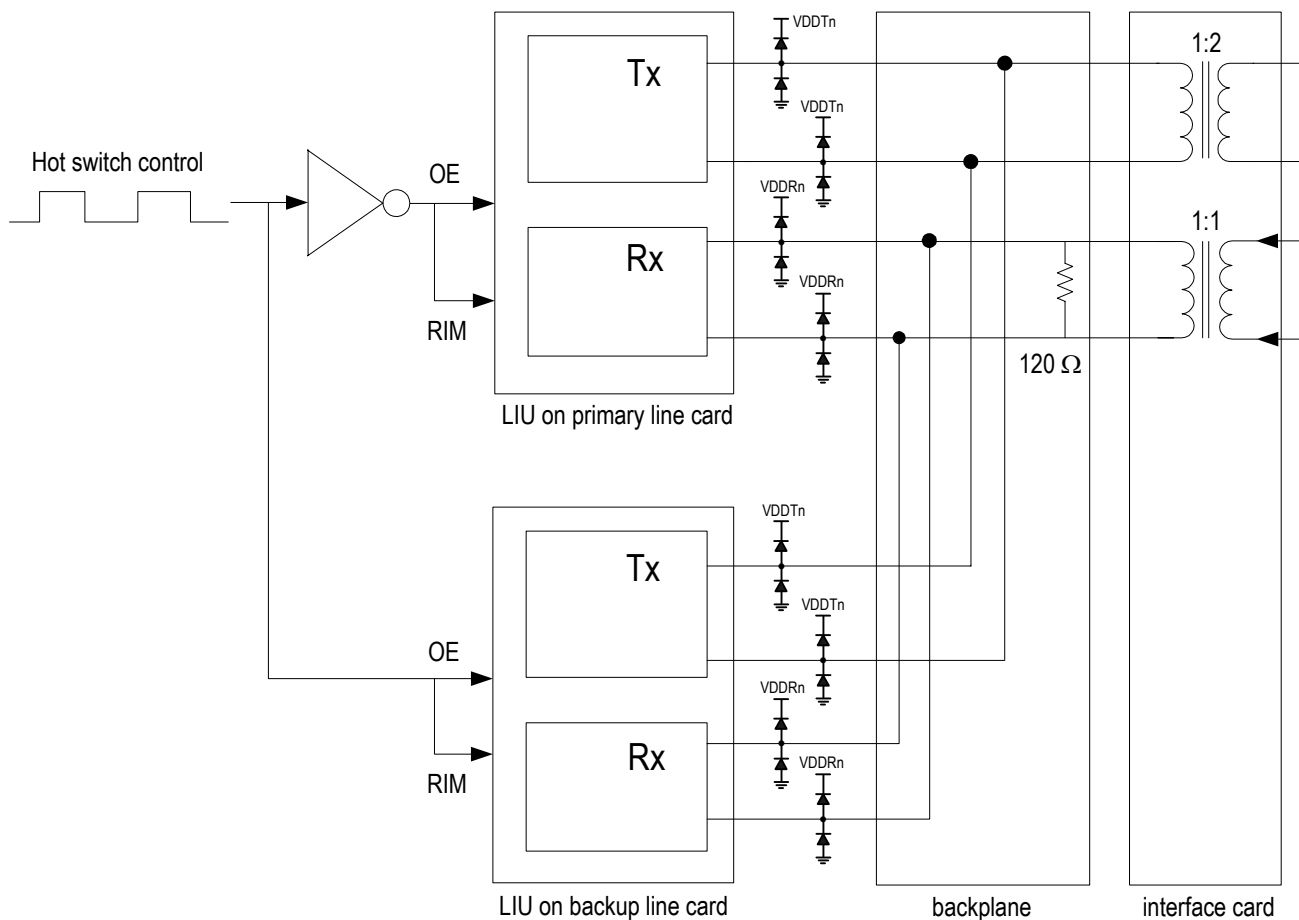 VDDTn
1:2
Tx
VDDTn
Hot switch control
OE
VDDRn
1:1
Rx
VDDRn
RIM
120 Ω
LIU on primary line card
VDDTn
Tx
VDDTn
OE
VDDRn
Rx
VDDRn
RIM
LIU on backup line card
backplane
interface card